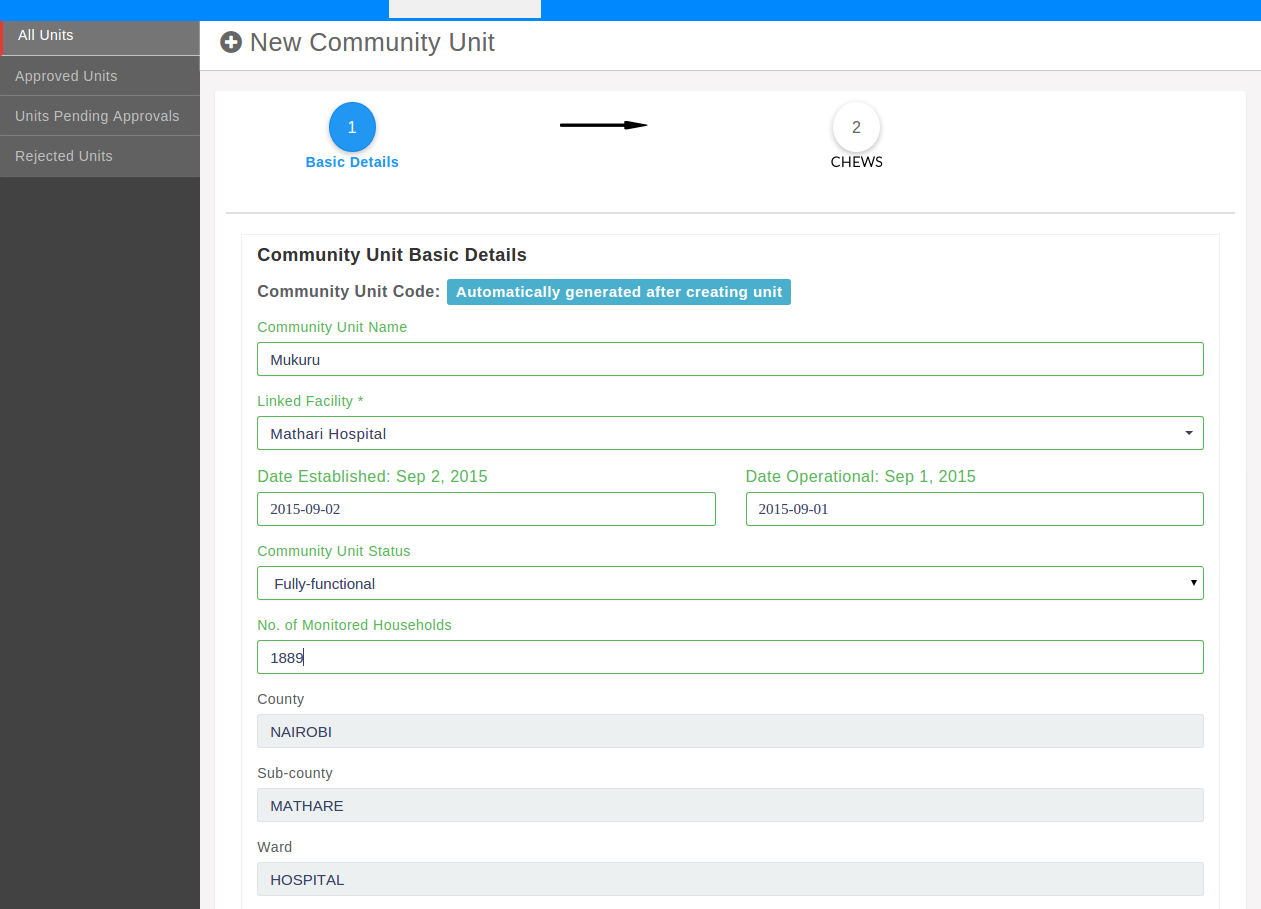 All Units
Approved Units
Units Pending Approvals
Rejected Units
New Community Unit
1
Basic Details
2
CHEWS
Community Unit Basic Details
Community Unit Code: Automatically generated after creating unit
Community Unit Name
Mukuru
Linked Facility *
Mathari Hospital
Date Established: Sep 2, 2015 Date Operational: Sep 1, 2015
2015-09-02 2015-09-01
Community Unit Status
Fully-functional
No. of Monitored Households
1889
County
NAIROBI
Sub-county
MATHARE
Ward
HOSPITAL